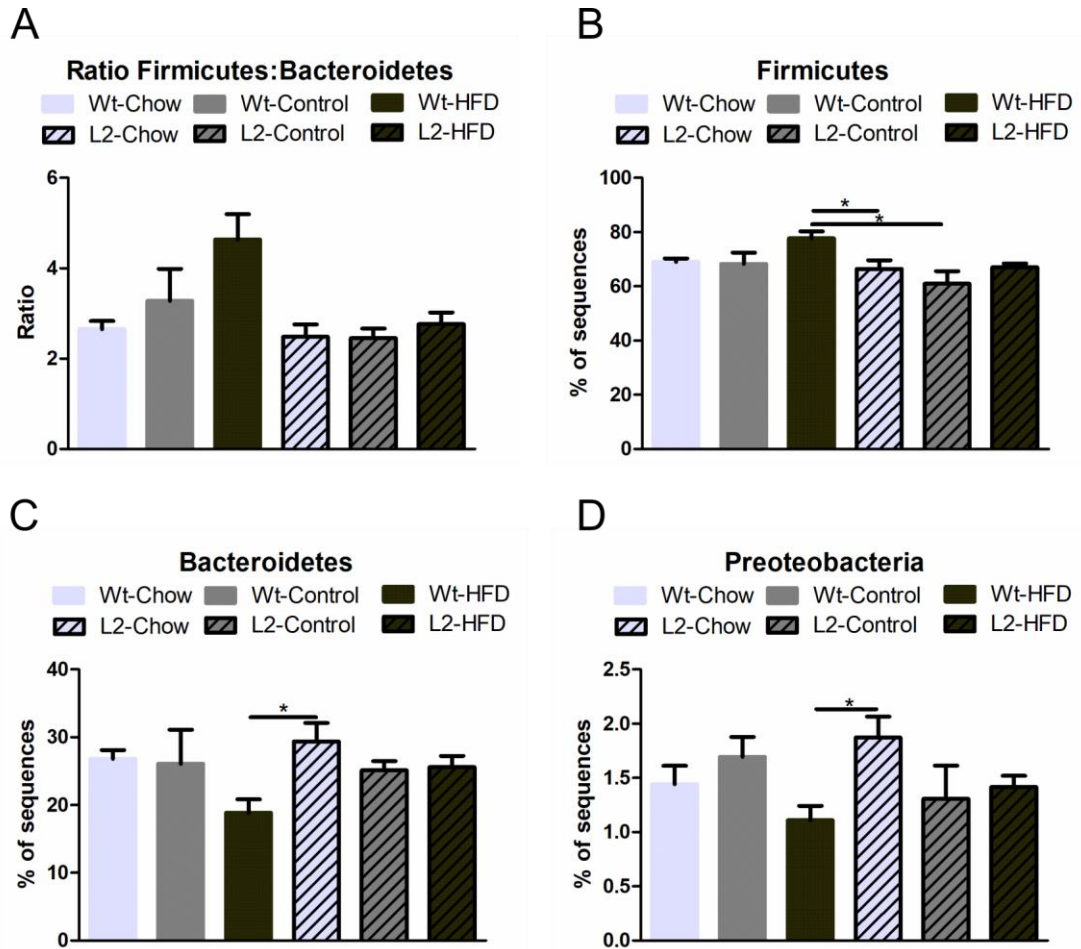 A
Ratio Firmicutes:Bacteroidetes
Wt-Chow Wt-Control Wt-HFD
L2-Chow L2-Control L2-HFD
6
4
2
0
Ratio
B
Firmicutes
Wt-Chow Wt-Control Wt-HFD
L2-Chow L2-Control L2-HFD
100
80
60
40
20
0
% of sequences
*
*
C
Bacteroidetes
Wt-Chow Wt-Control Wt-HFD
L2-Chow L2-Control L2-HFD
40
30
20
10
0
% of sequences
*
D
Preoteobacteria
Wt-Chow Wt-Control Wt-HFD
L2-Chow L2-Control L2-HFD
2.5
2.0
1.5
1.0
0.5
0.0
% of sequences
*